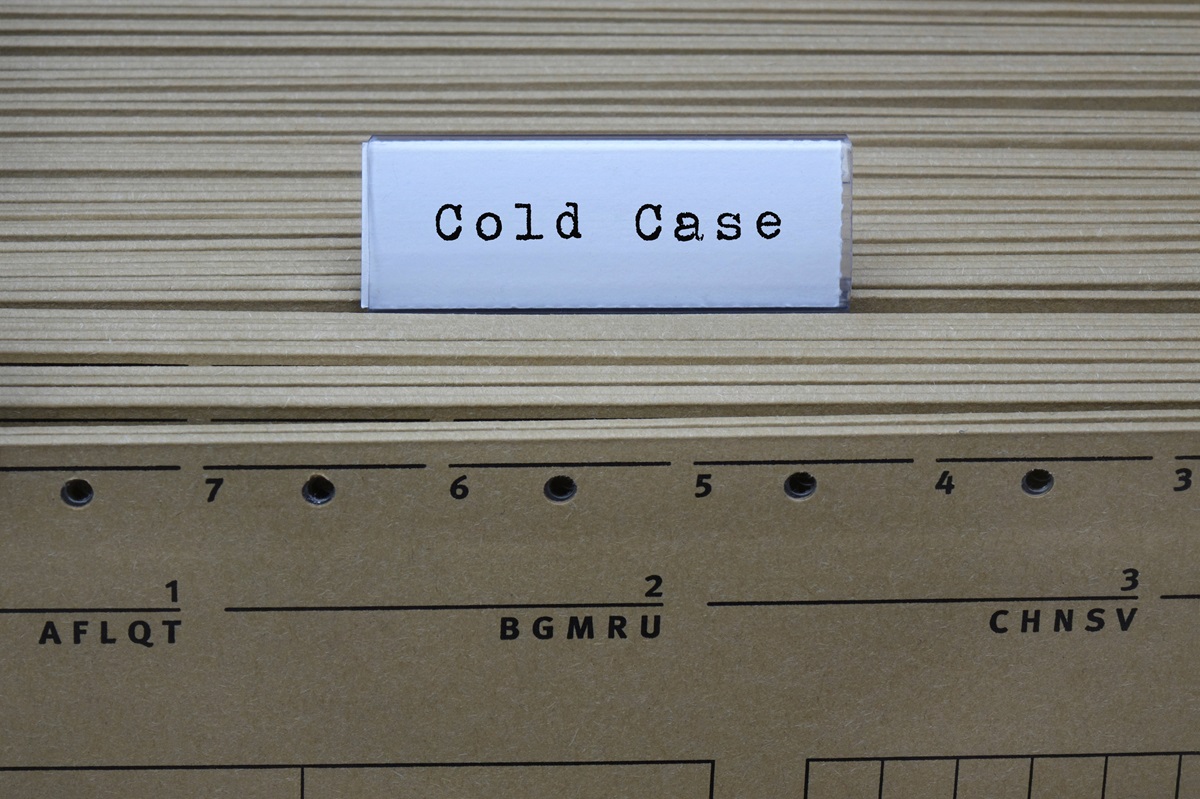 Cold Case
7 6 5 4 3
1 2 3
AFLQT BGMRU CHNSV